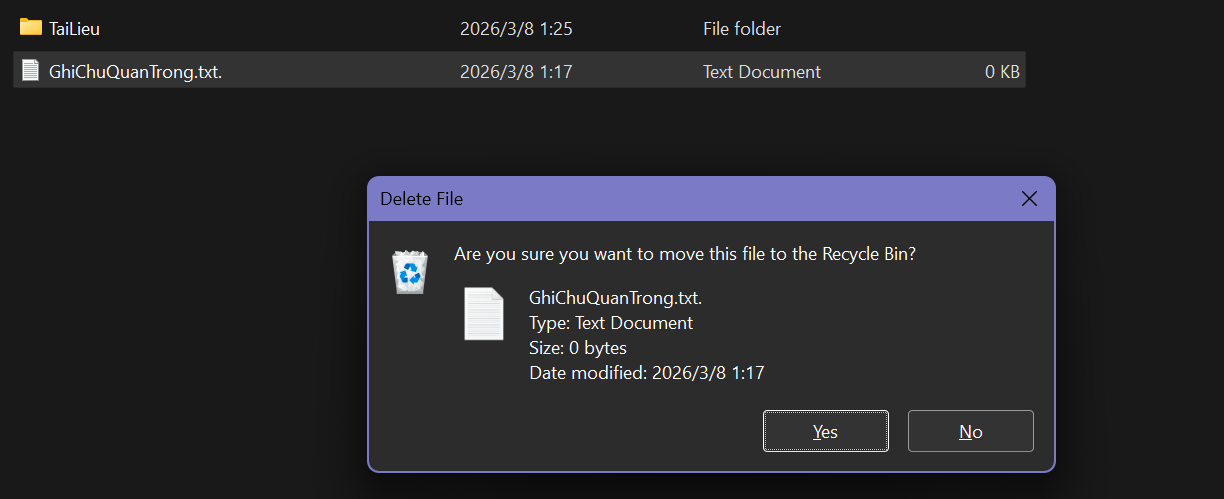 TaiLieu 2026/3/8 1:25 File folder
GhiChuQuanTrong.txt. 2026/3/8 1:17 Text Document 0 KB
Delete File
Are you sure you want to move this file to the Recycle Bin?
GhiChuQuanTrong.txt.
Type: Text Document
Size: 0 bytes
Date modified: 2026/3/8 1:17
Yes No